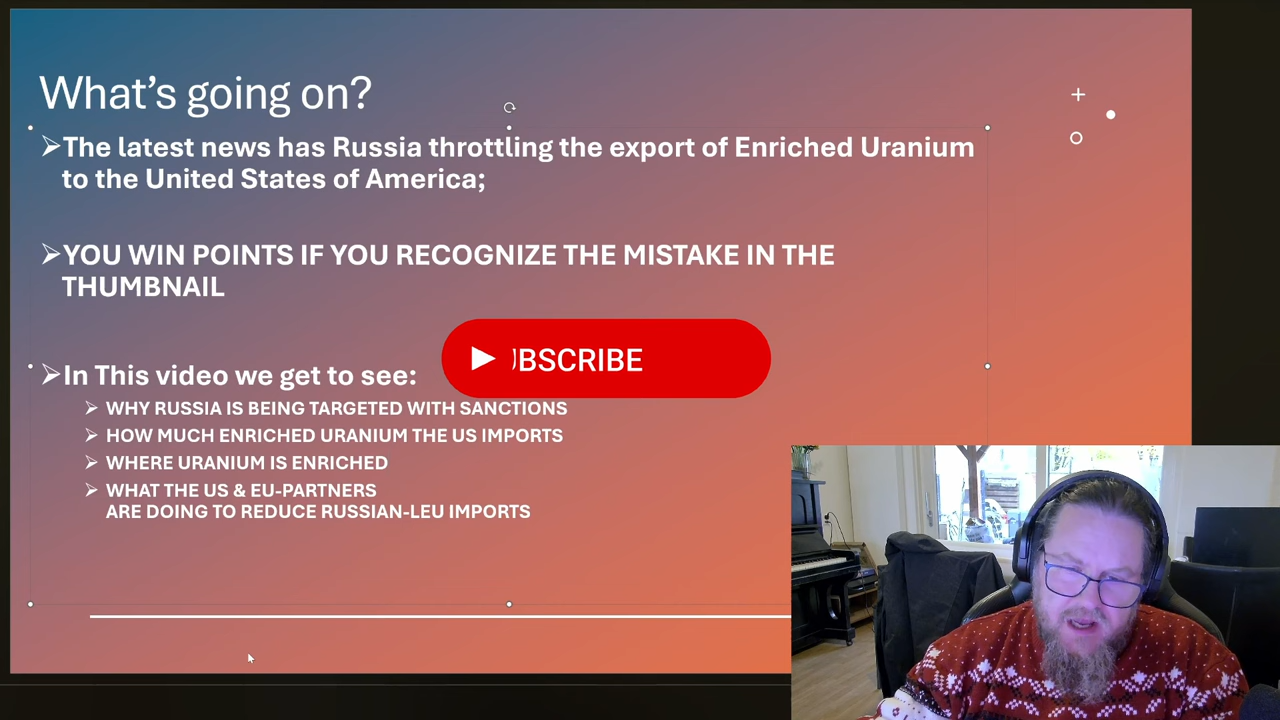 What's going on?
➢The latest news has Russia throttling the export of Enriched Uranium
to the United States of America;
➢YOU WIN POINTS IF YOU RECOGNIZE THE MISTAKE IN THE
THUMBNAIL
UBSCRIBE
➢In This video we get to see:
➢ WHY RUSSIA IS BEING TARGETED WITH SANCTIONS
➢ HOW MUCH ENRICHED URANIUM THE US IMPORTS
➢ WHERE URANIUM IS ENRICHED
➢ WHAT THE US & EU-PARTNERS
ARE DOING TO REDUCE RUSSIAN-LEU IMPORTS